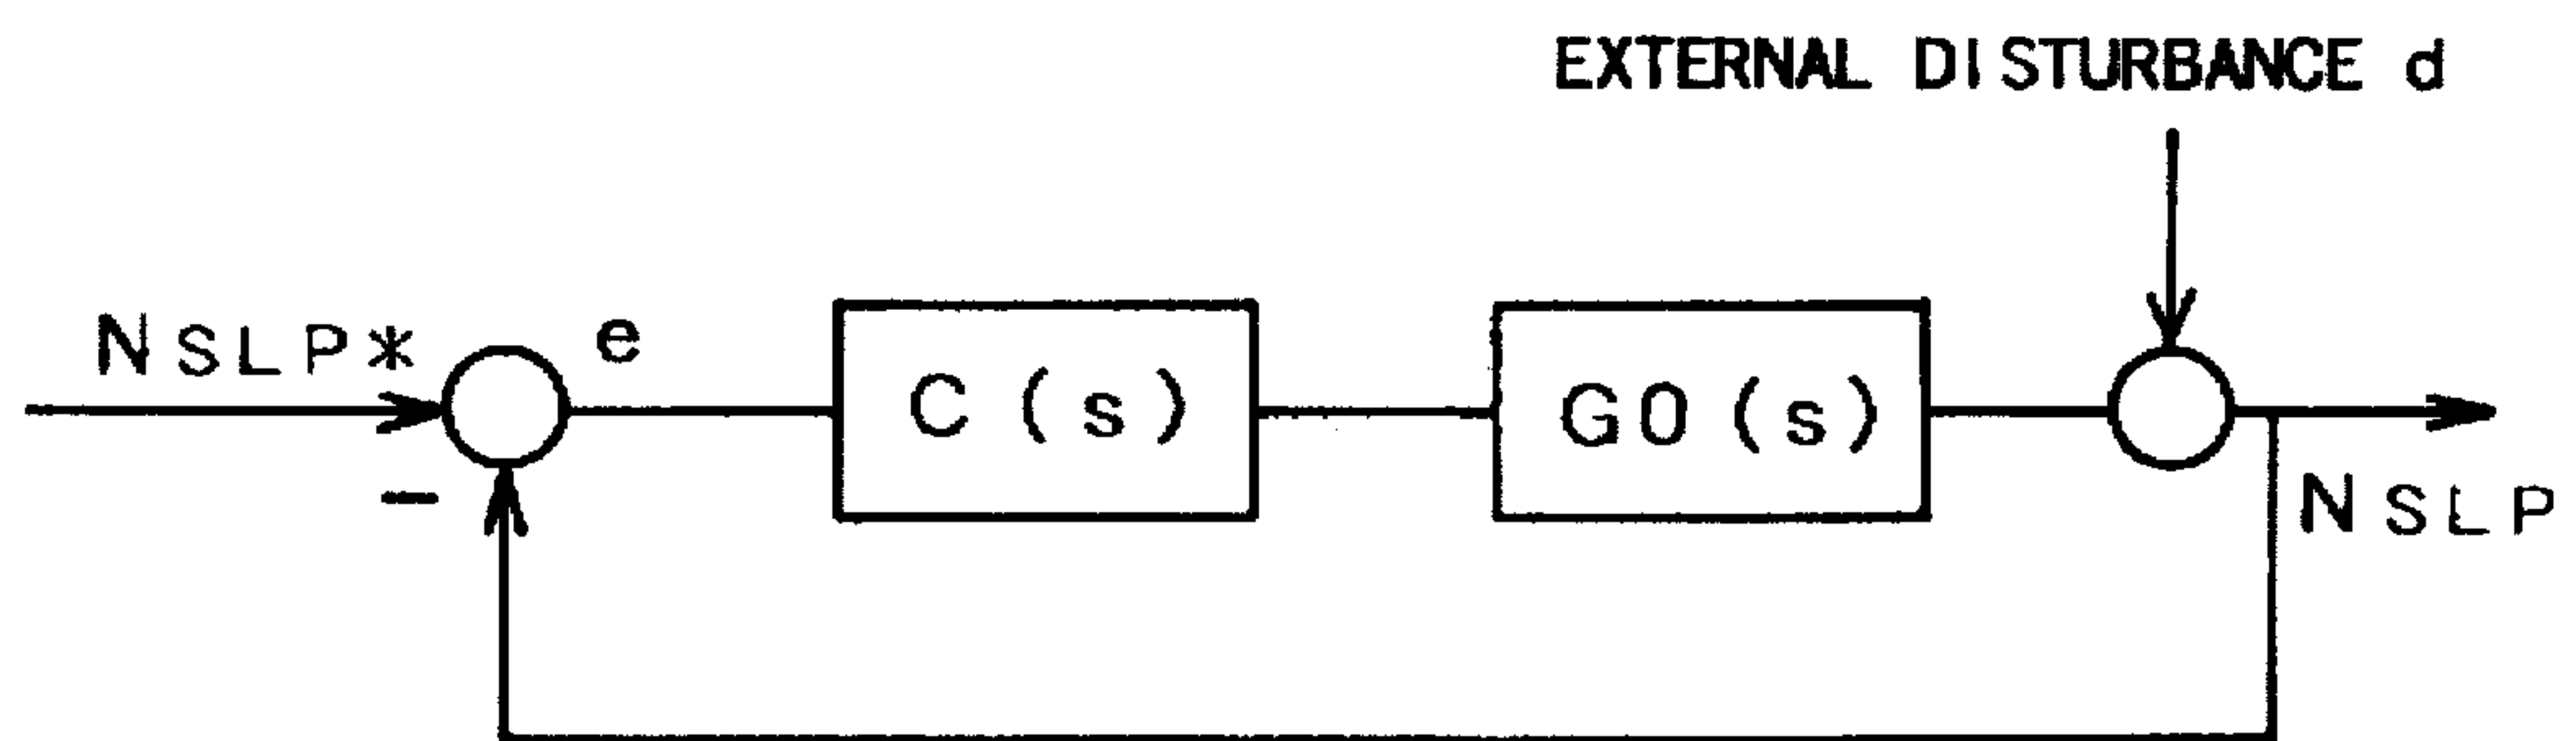 EXTERNAL DISTURBANCE d
NSLP*
e
C (s)
G0 (s)
−
NSLP